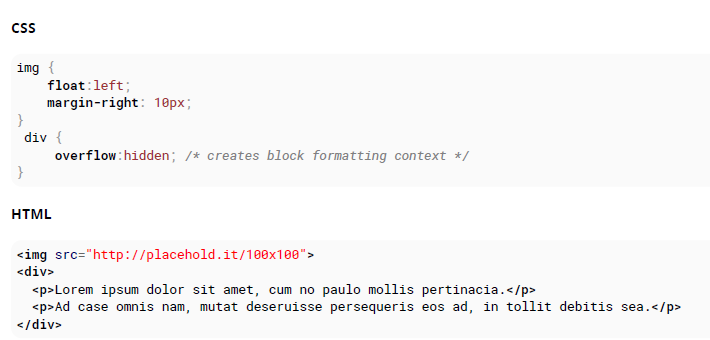 CSS
img {
    float:left;
    margin-right: 10px;
}
 div {
     overflow:hidden; /* creates block formatting context */
}
HTML
<img src="http://placehold.it/100x100">
<div>
  <p>Lorem ipsum dolor sit amet, cum no paulo mollis pertinacia.</p>
  <p>Ad case omnis nam, mutat deseruisse persequeris eos ad, in tollit debitis sea.</p>
</div>